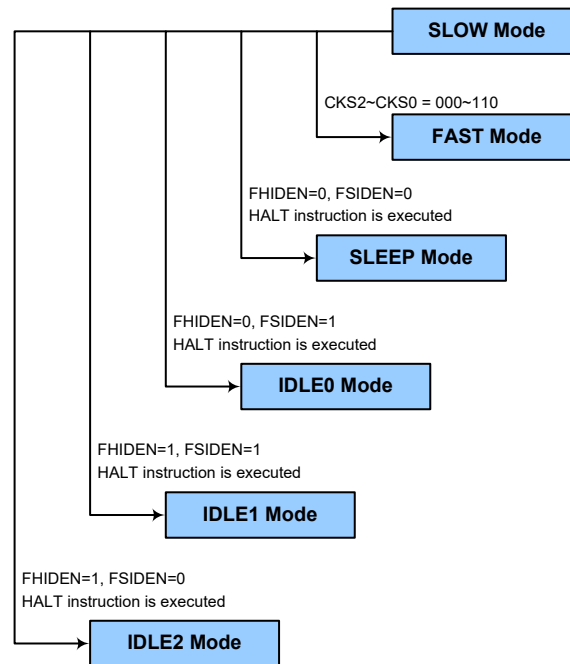 SLOW Mode
CKS2~CKS0 = 000~110
FAST Mode
FHIDEN=0, FSIDEN=0
HALT instruction is executed
SLEEP Mode
FHIDEN=0, FSIDEN=1
HALT instruction is executed
IDLE0 Mode
FHIDEN=1, FSIDEN=1
HALT instruction is executed
IDLE1 Mode
FHIDEN=1, FSIDEN=0
HALT instruction is executed
IDLE2 Mode